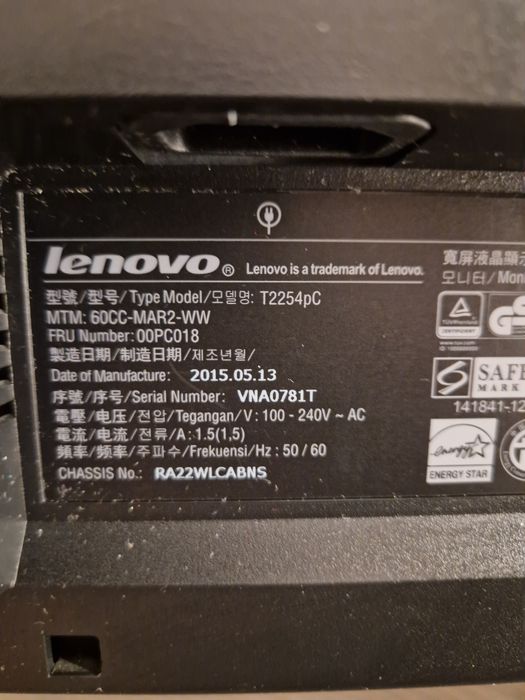 lenovo® Lenovo is a trademark of Lenovo.
型號/型号/Type Model/모델명: T2254pC
MTM: 60CC-MAR2-WW
FRU Number: 00PC018
製造日期/制造日期/제조년월/
Date of Manufacture: 2015.05.13
序號/序号/Serial Number: VNA0781T
電壓/电压/전압/Tegangan/V: 100 - 240V ~ AC
電流/电流/전류/A: 1.5(1,5)
頻率/频率/주파수/Frekuensi/Hz: 50 / 60
CHASSIS No.: RA22WLCABNS
寬屏液晶顯示
모니터/Mon
TÜVRheinland
G
SAFE
MARK
141841-12
energy
ENERGY STAR